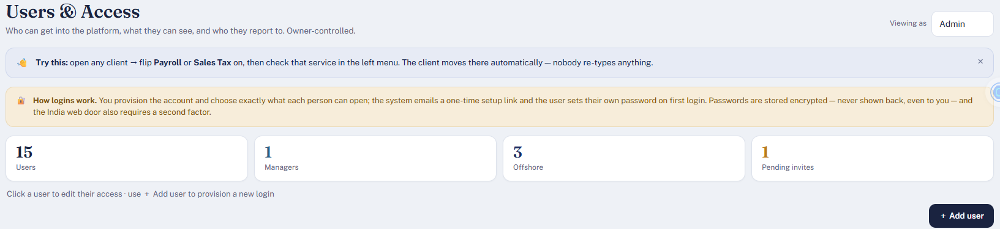 Users & Access
Who can get into the platform, what they can see, and who they report to. Owner-controlled.
Viewing as
Admin
Try this: open any client → flip Payroll or Sales Tax on, then check that service in the left menu. The client moves there automatically — nobody re-types anything.
×
How logins work. You provision the account and choose exactly what each person can open; the system emails a one-time setup link and the user sets their own password on first login. Passwords are stored encrypted — never shown back, even to you — and
the India web door also requires a second factor.
15
Users
1
Managers
3
Offshore
1
Pending invites
Click a user to edit their access · use + Add user to provision a new login
+ Add user